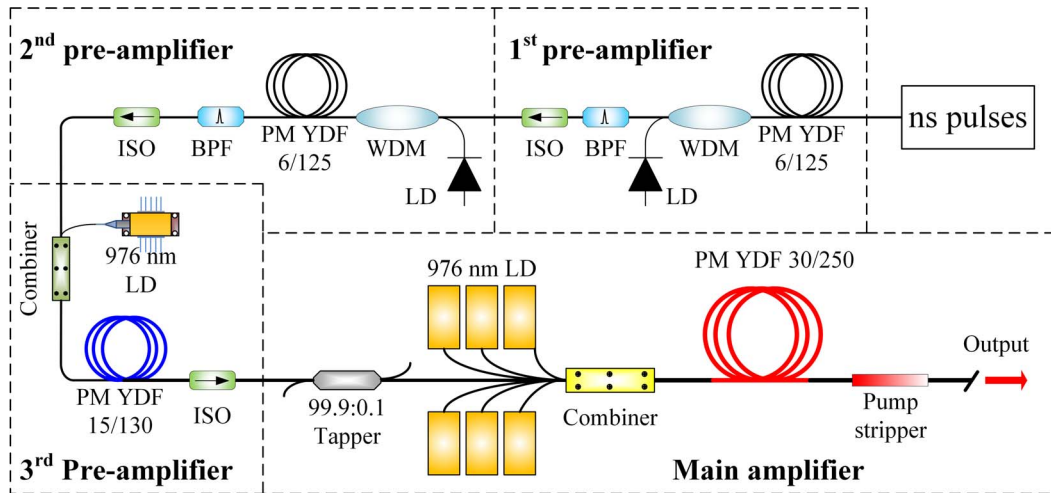 2nd pre-amplifier
1st pre-amplifier
ns pulses
ISO
BPF
PM YDF
6/125
WDM
LD
ISO
BPF
LD
WDM
PM YDF
6/125
Combiner
976 nm
LD
PM YDF
15/130
ISO
3rd Pre-amplifier
99.9:0.1
Tapper
976 nm LD
Combiner
PM YDF 30/250
Pump
stripper
Output
Main amplifier